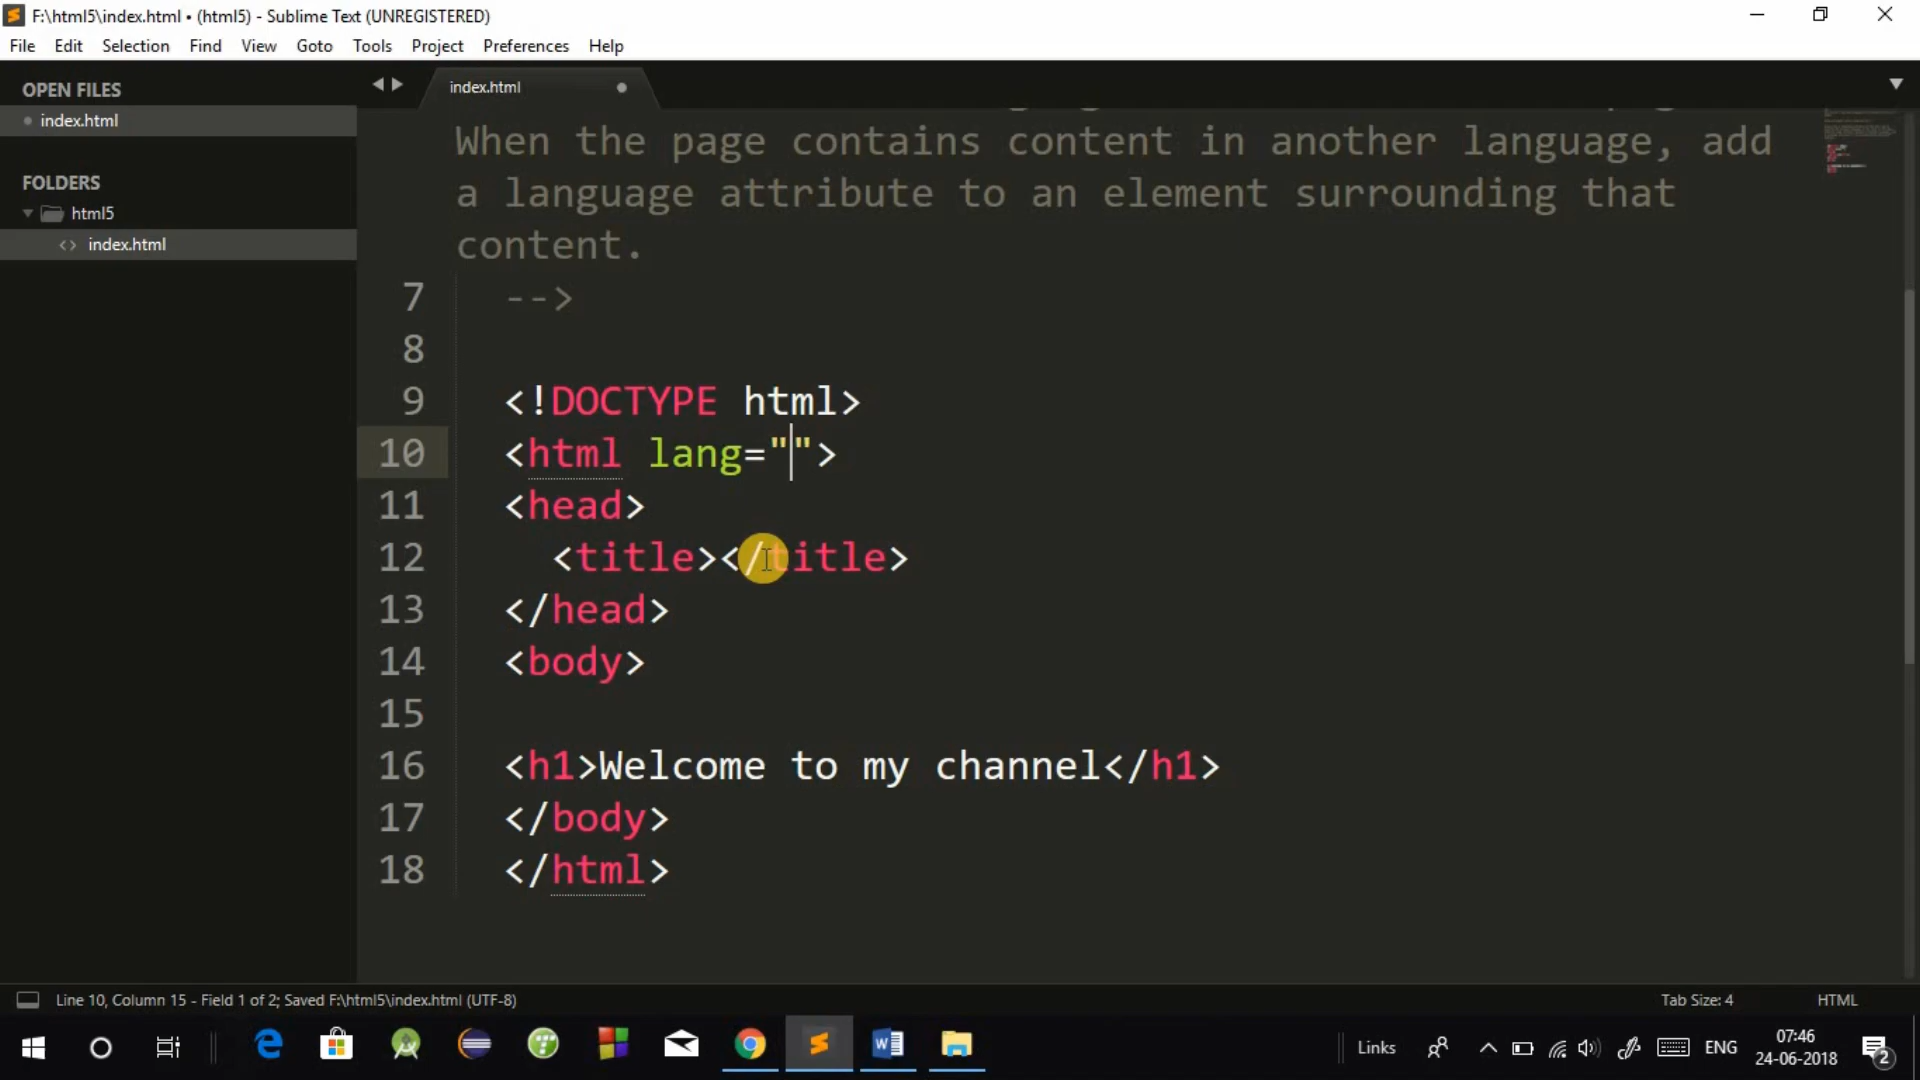 F:\html5\index.html • (html5) - Sublime Text (UNREGISTERED)
File Edit Selection Find View Goto Tools Project Preferences Help
OPEN FILES
index.html
FOLDERS
html5
index.html
index.html
When the page contains content in another language, add
a language attribute to an element surrounding that
content.
7 -->
8
9 <!DOCTYPE html>
10 <html lang="">
11 <head>
12 <title></title>
13 </head>
14 <body>
15
16 <h1>Welcome to my channel</h1>
17 </body>
18 </html>
Line 10, Column 15 - Field 1 of 2; Saved F:\html5\index.html (UTF-8) Tab Size: 4 HTML
Links ENG 07:46
24-06-2018 2